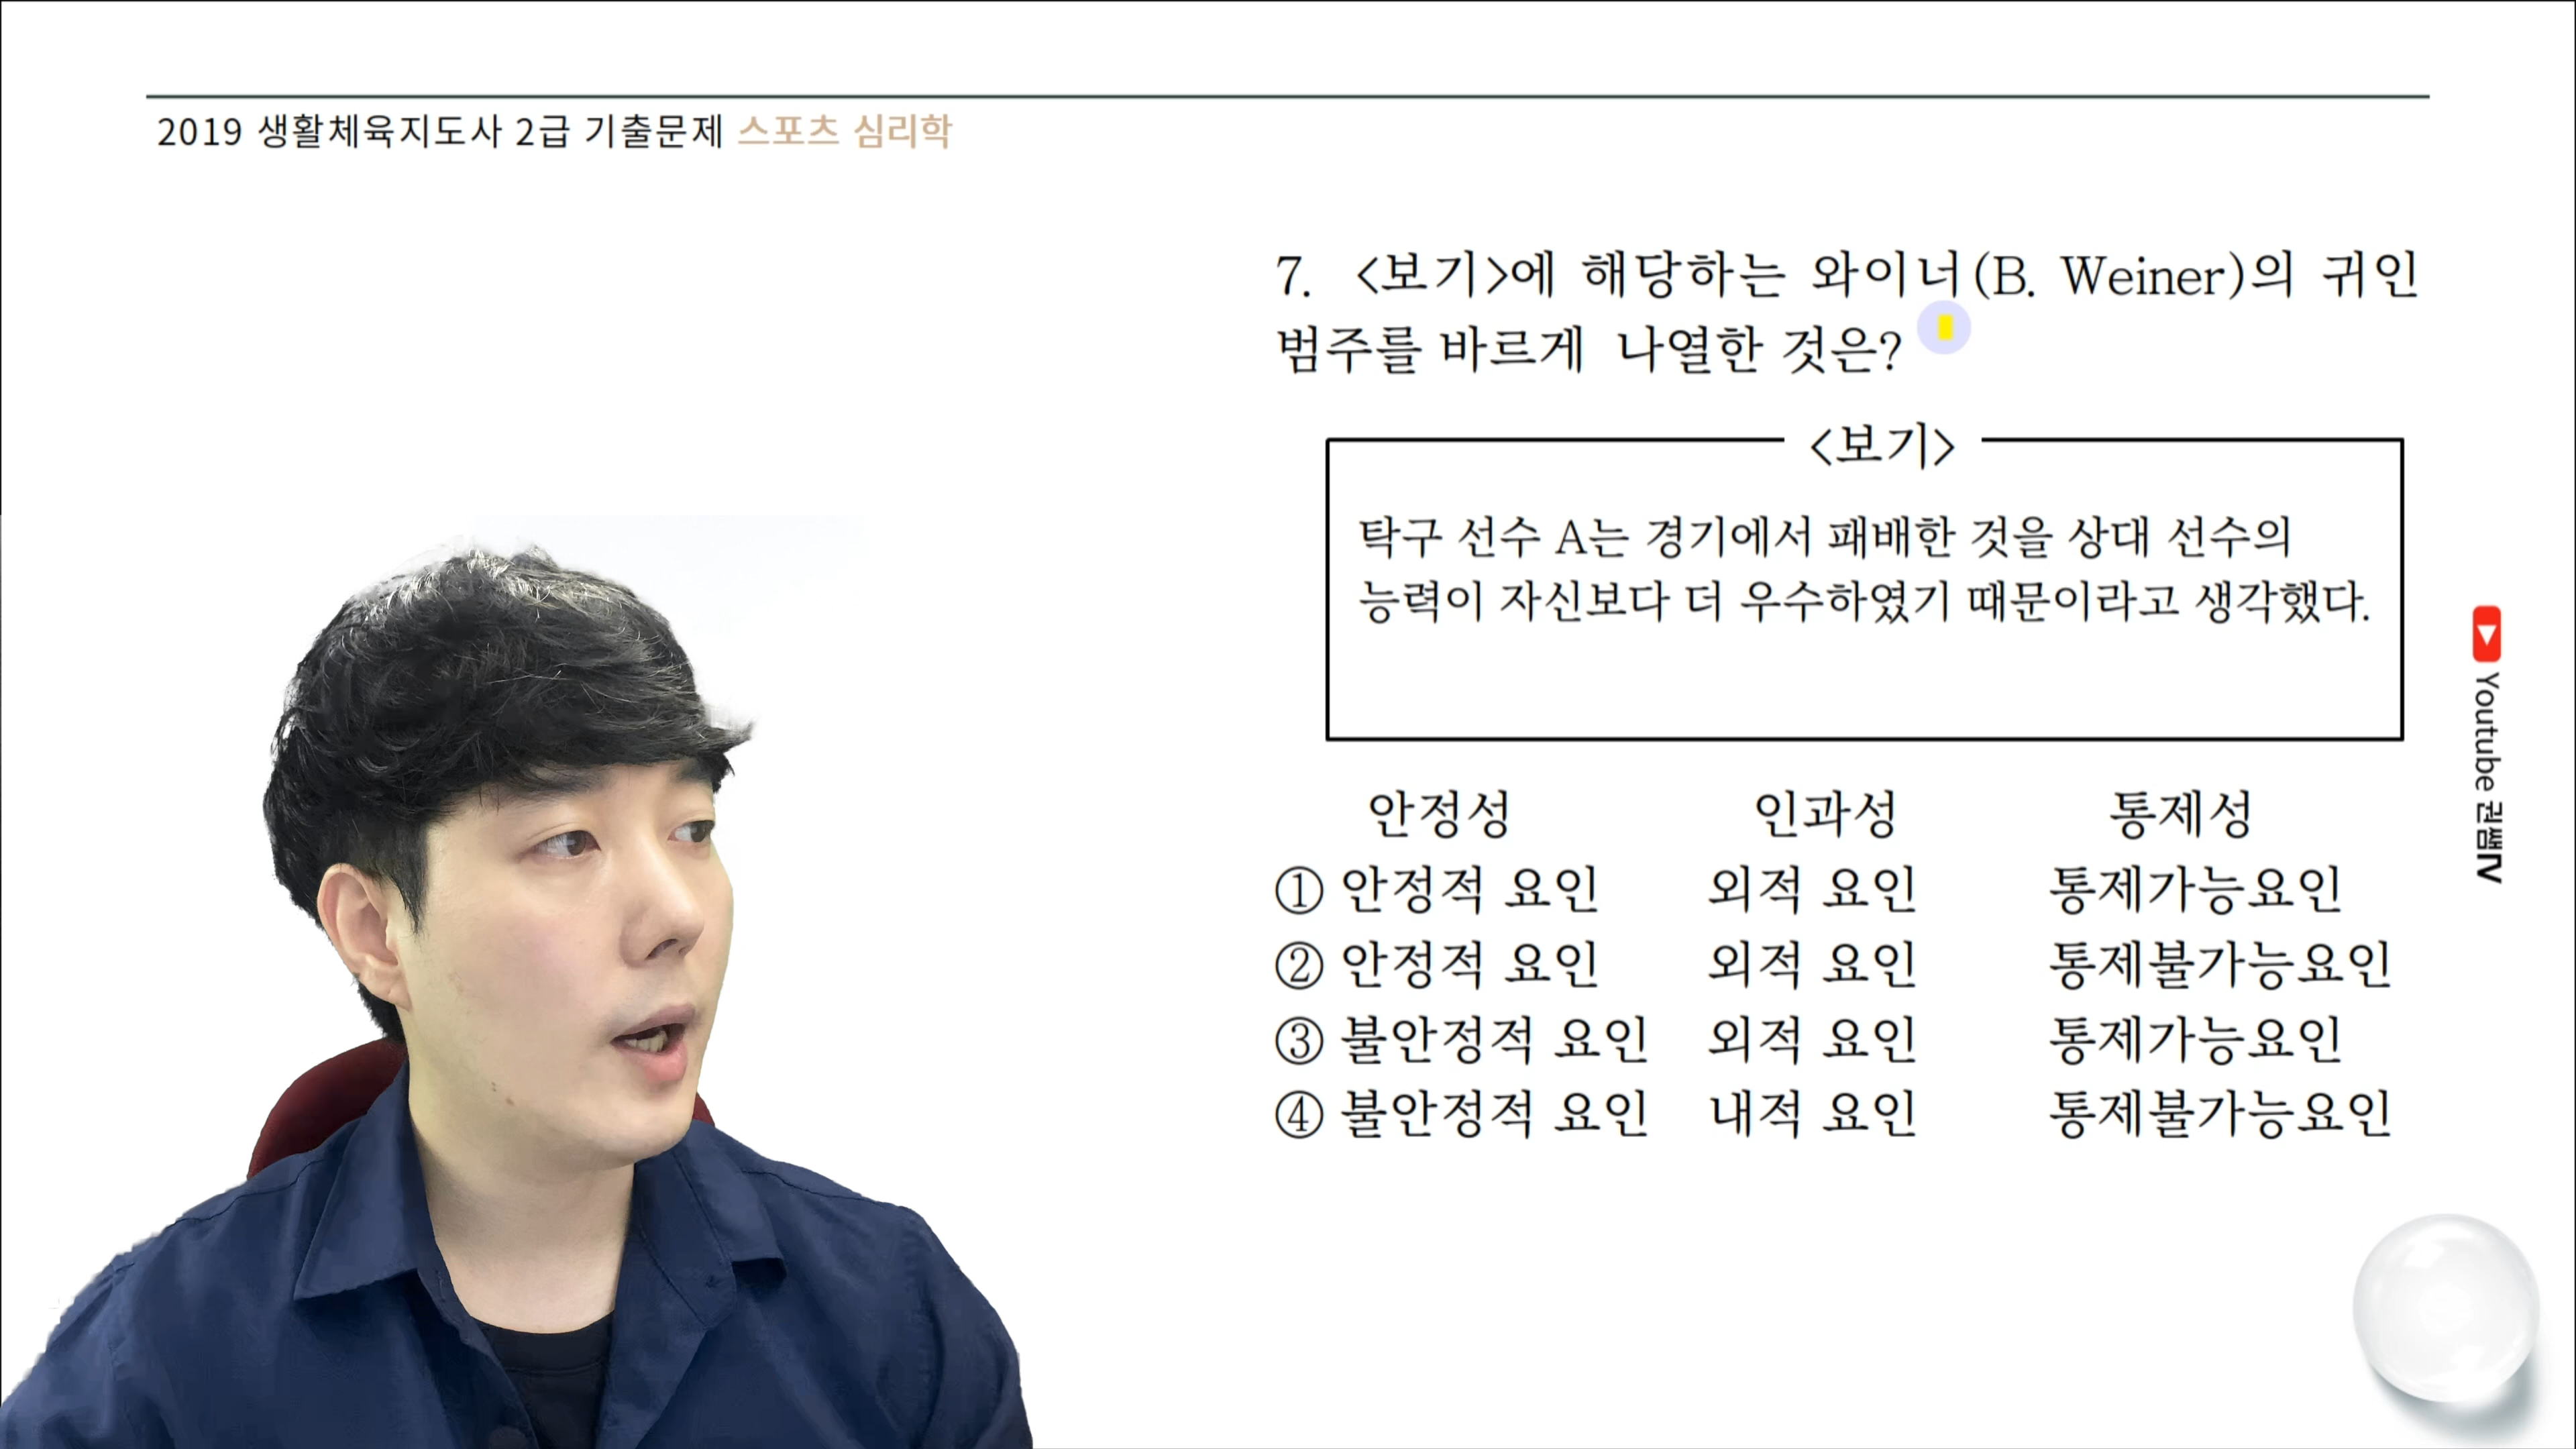 2019 생활체육지도사 2급 기출문제 스포츠 심리학
7. <보기>에 해당하는 와이너(B. Weiner)의 귀인
범주를 바르게 나열한 것은?
<보기>
탁구 선수 A는 경기에서 패배한 것을 상대 선수의
능력이 자신보다 더 우수하였기 때문이라고 생각했다.
안정성 인과성 통제성
① 안정적 요인 외적 요인 통제가능요인
② 안정적 요인 외적 요인 통제불가능요인
③ 불안정적 요인 외적 요인 통제가능요인
④ 불안정적 요인 내적 요인 통제불가능요인
Youtube 권쌤TV